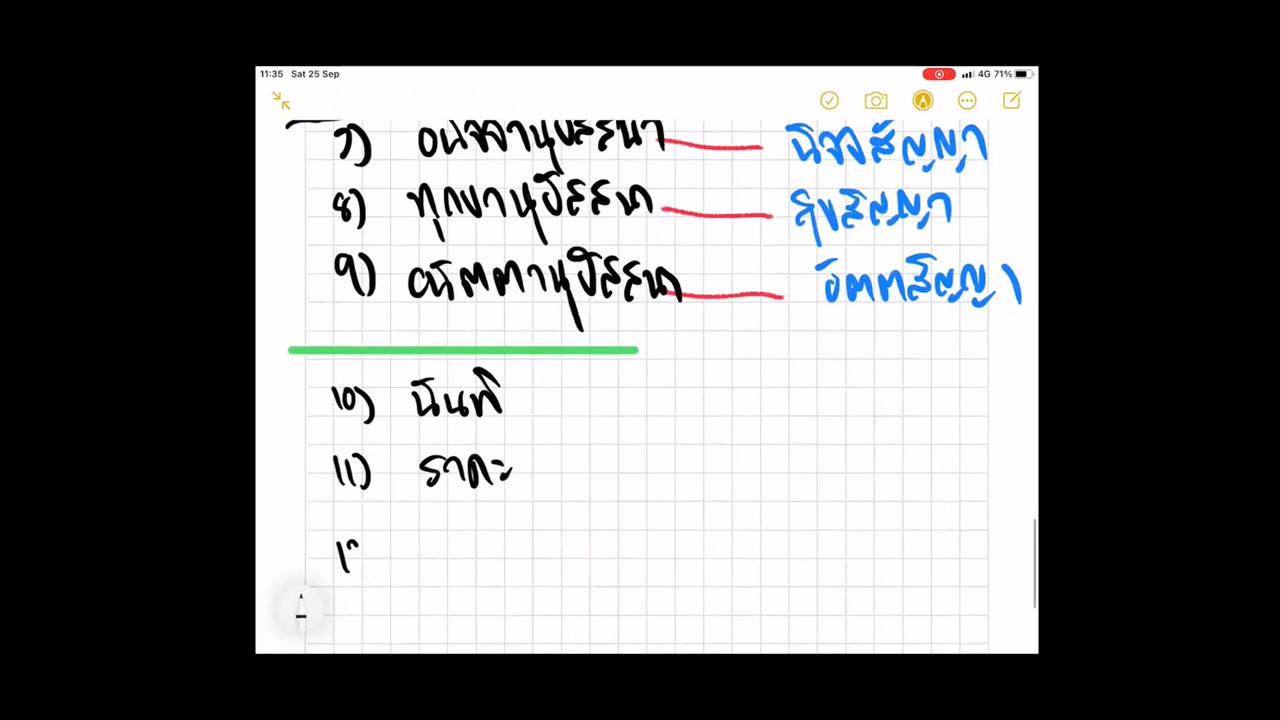 11:35 Sat 25 Sep 4G 71%
7) อนิจจานุปัสสนา นิจจสัญญา
8) ทุกขานุปัสสนา สุขสัญญา
9) อนัตตานุปัสสนา อัตตสัญญา
10) นันทิ
11) ราคะ
1